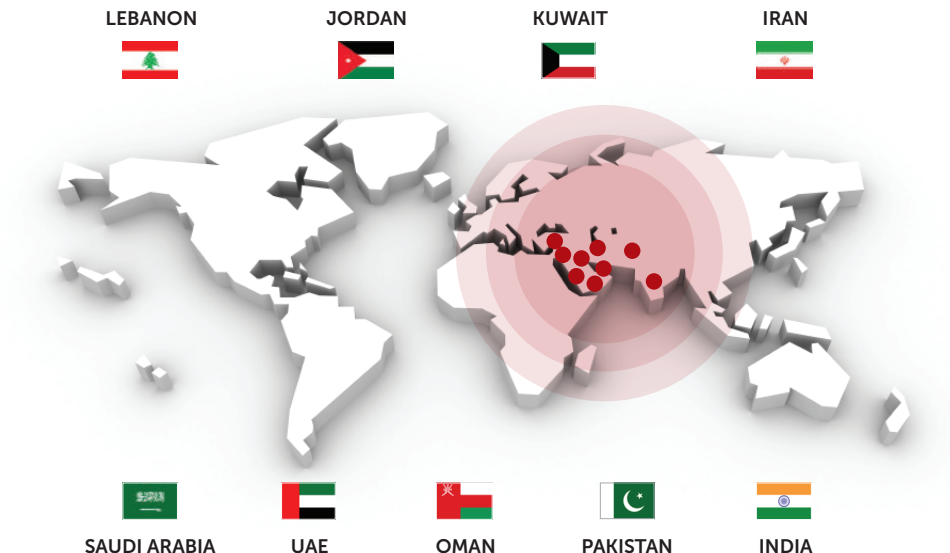 LEBANON
JORDAN
KUWAIT
IRAN
SAUDI ARABIA
UAE
OMAN
PAKISTAN
INDIA